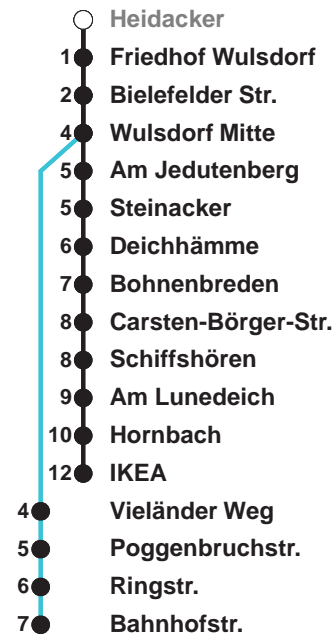 Heidacker
1 Friedhof Wulsdorf
2 Bielefelder Str.
4 Wulsdorf Mitte
5 Am Jedutenberg
5 Steinacker
6 Deichhämme
7 Bohnenbreden
8 Carsten-Börger-Str.
8 Schiffshören
9 Am Lunedeich
10 Hornbach
12 IKEA
4 Vieländer Weg
5 Poggenbruchstr.
6 Ringstr.
7 Bahnhofstr.